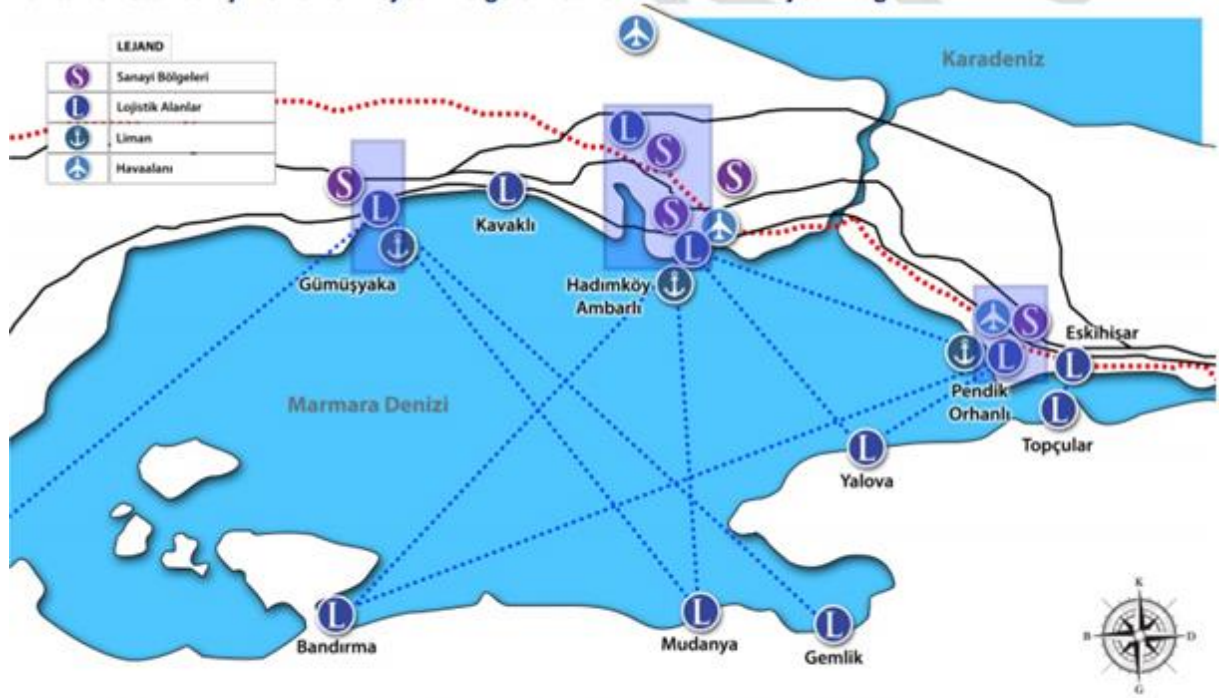 LEJAND
S Sanayi Bölgeleri
L Lojistik Alanlar
Liman
Havaalanı
Karadeniz
L
S
S
S
L
Kavaklı
S
L
Gümüşyaka
Hadımköy
Ambarlı
L
S
Eskihisar
L
L
Pendik
Orhanlı
L
Topçular
Marmara Denizi
L
Yalova
L
Bandırma
L
Mudanya
L
Gemlik
K
B
D
G